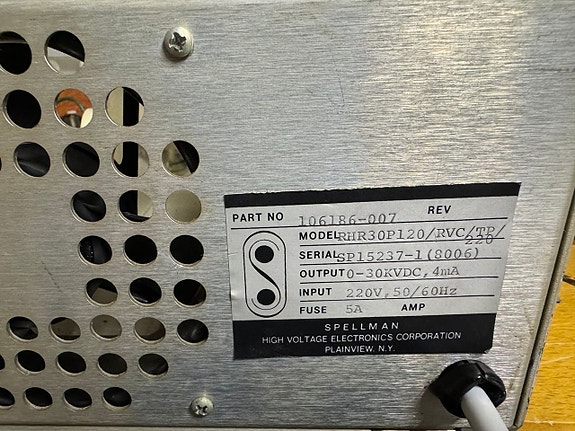 PART NO 106186-007 REV
MODEL RHR30P120/RVC/TP/
220
SERIAL SP15237-1(8006)
OUTPUT 0-30KVDC, 4mA
INPUT 220V, 50/60Hz
FUSE 5A AMP
SPELLMAN
HIGH VOLTAGE ELECTRONICS CORPORATION
PLAINVIEW, N.Y.